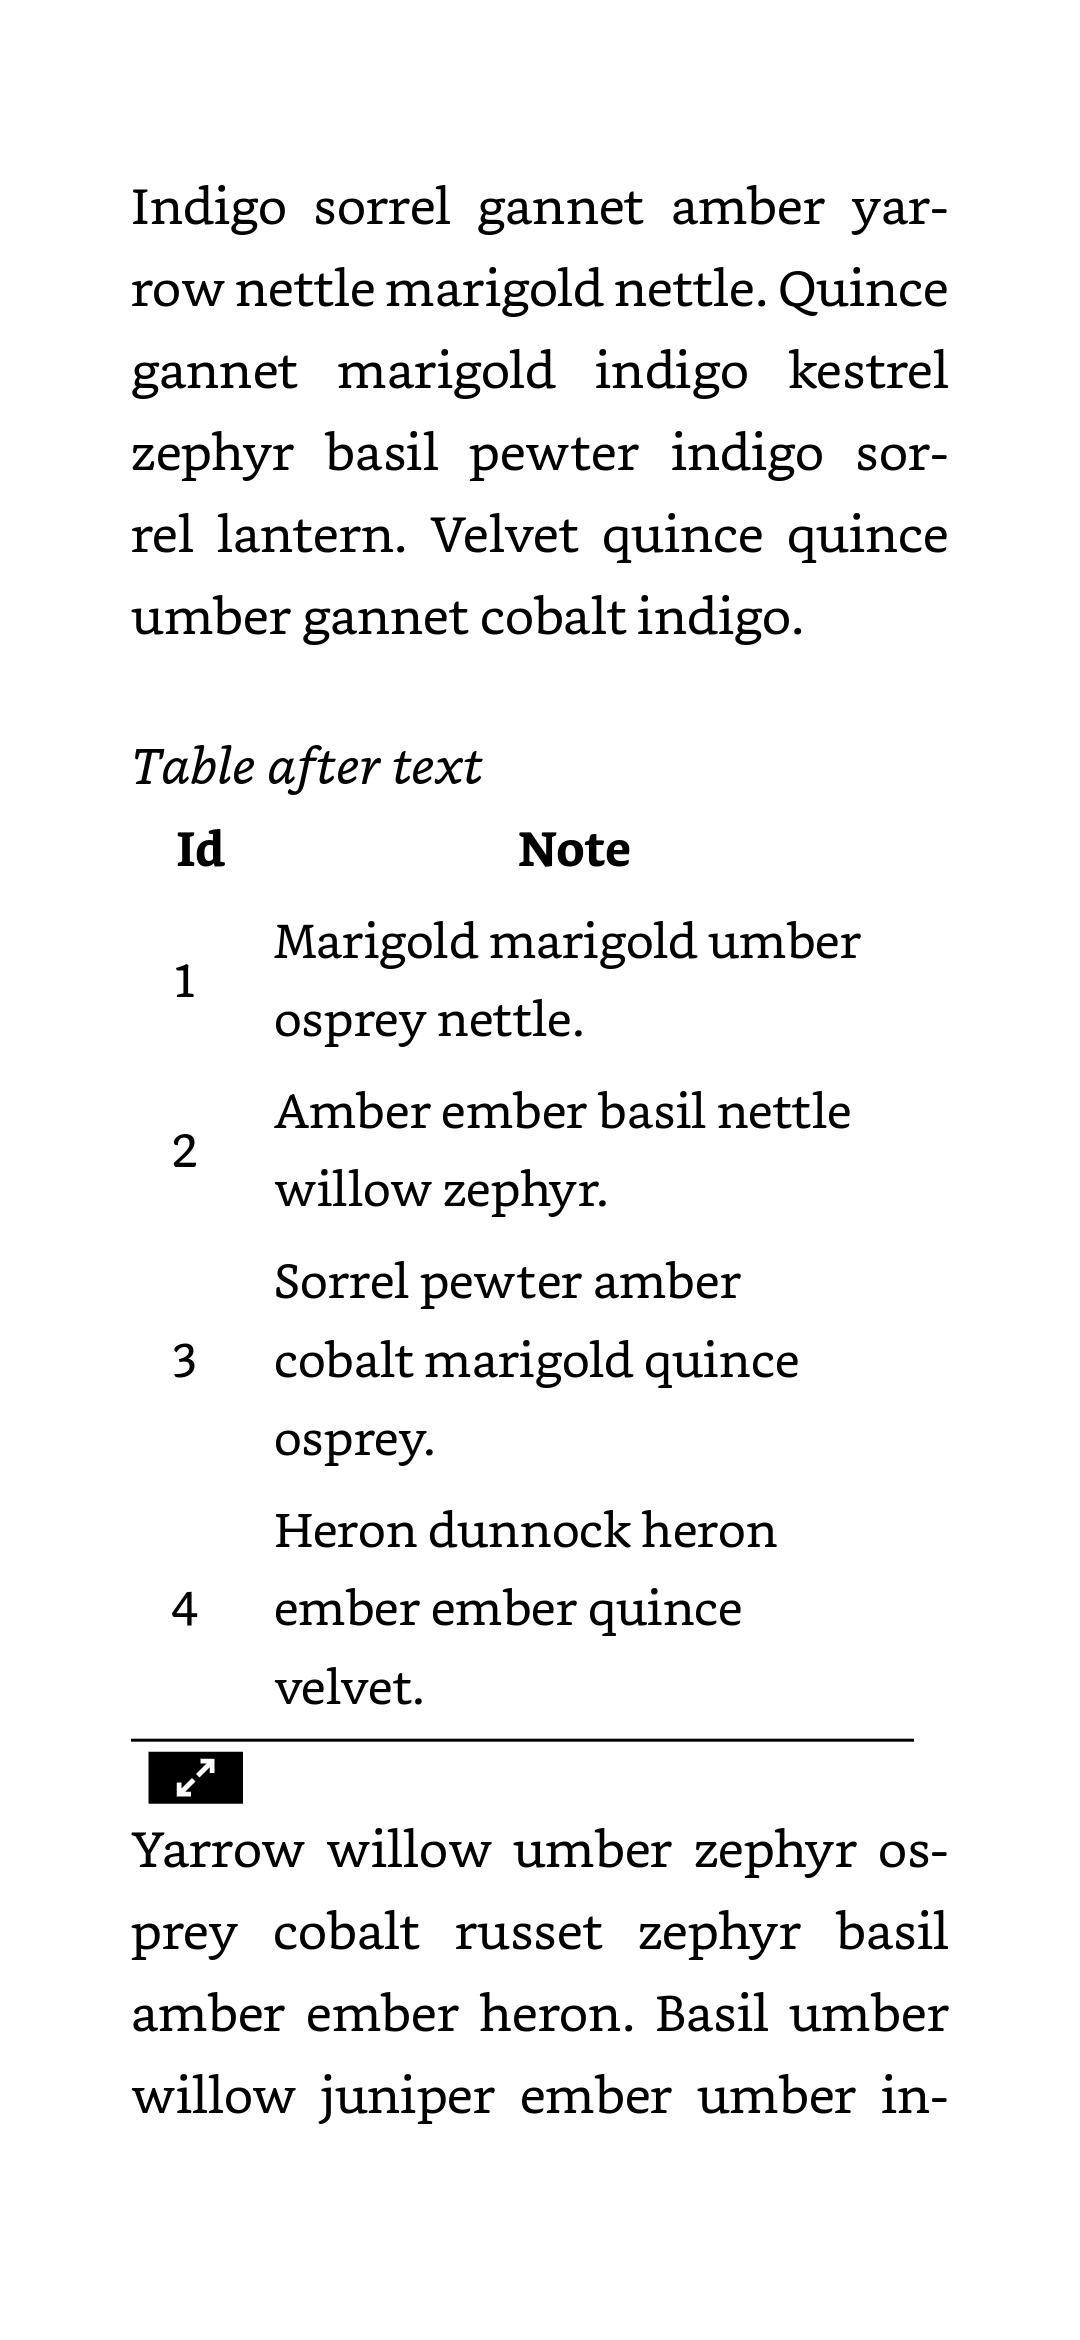 Indigo sorrel gannet amber yar-
row nettle marigold nettle. Quince
gannet marigold indigo kestrel
zephyr basil pewter indigo sor-
rel lantern. Velvet quince quince
umber gannet cobalt indigo.
Table after text
Id Note
1 Marigold marigold umber
osprey nettle.
2 Amber ember basil nettle
willow zephyr.
3 Sorrel pewter amber
cobalt marigold quince
osprey.
4 Heron dunnock heron
ember ember quince
velvet.
Yarrow willow umber zephyr os-
prey cobalt russet zephyr basil
amber ember heron. Basil umber
willow juniper ember umber in-